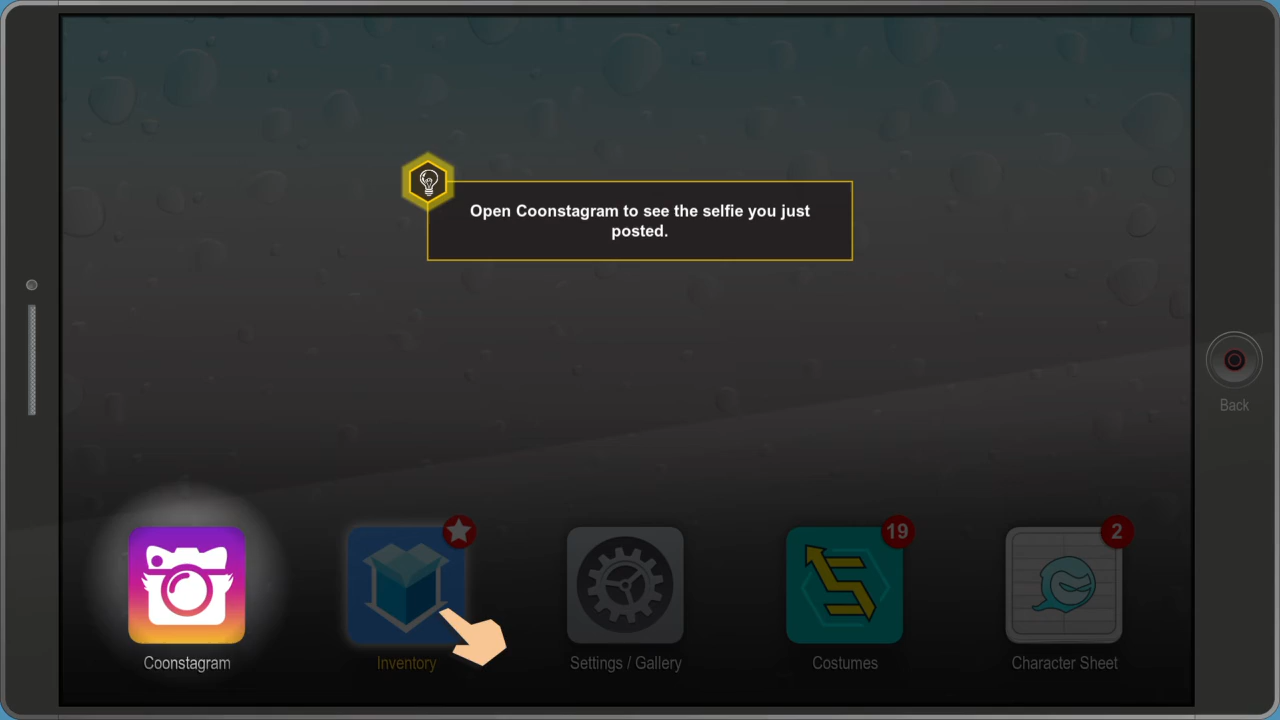 Open Coonstagram to see the selfie you just
posted.
Back
19
2
Coonstagram
Inventory
Settings / Gallery
Costumes
Character Sheet